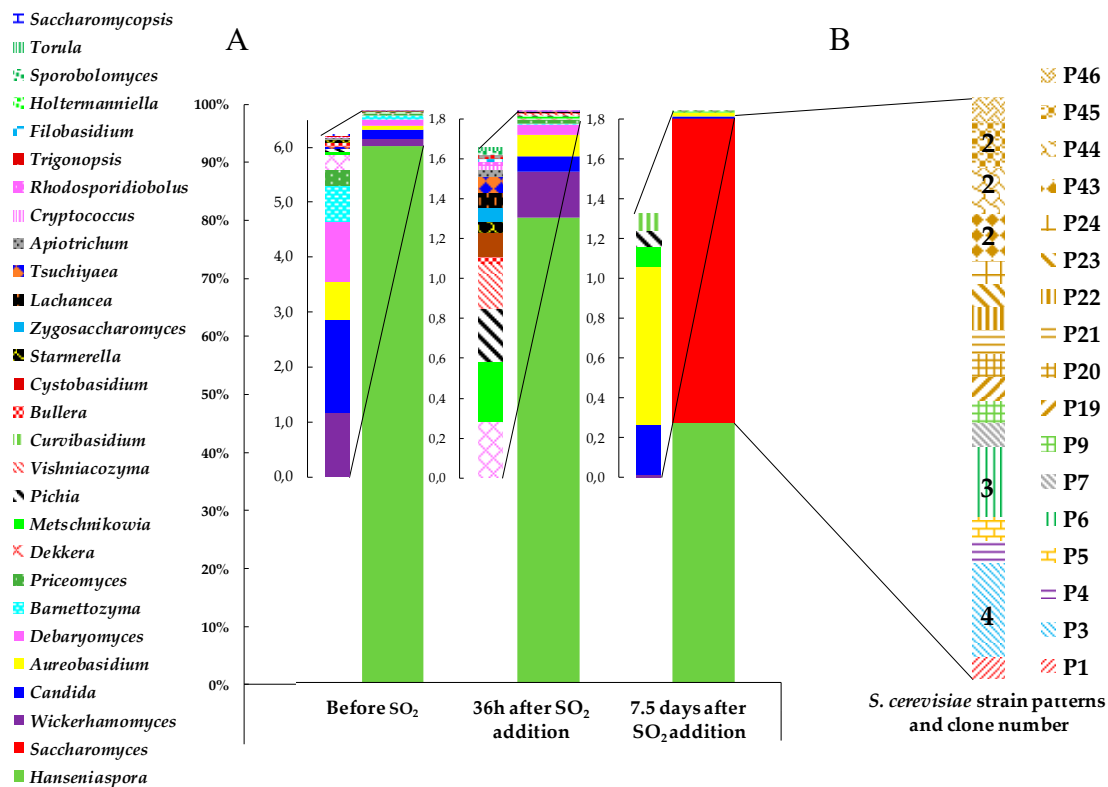 A
B
Saccharomycopsis
Torula
Sporobolomyces
Holtermanniella
Filobasidium
Trigonopsis
Rhodosporidiobolus
Cryptococcus
Apiotrichum
Tsuchiyaea
Lachancea
Zygosaccharomyces
Starmerella
Cystobasidium
Bullera
Curvibasidium
Vishniacozyma
Pichia
Metschnikowia
Dekkera
Priceomyces
Barnettozyma
Debaryomyces
Aureobasidium
Candida
Wickerhamomyces
Saccharomyces
Hanseniaspora
100%
90%
80%
70%
60%
50%
40%
30%
20%
10%
0%
6,0
5,0
4,0
3,0
2,0
1,0
0,0
1,8
1,6
1,4
1,2
1,0
0,8
0,6
0,4
0,2
0,0
1,8
1,6
1,4
1,2
1,0
0,8
0,6
0,4
0,2
0,0
Before SO2
36h after SO2
addition
7.5 days after
SO2 addition
2
2
2
3
4
S. cerevisiae strain patterns
and clone number
P46
P45
P44
P43
P24
P23
P22
P21
P20
P19
P9
P7
P6
P5
P4
P3
P1